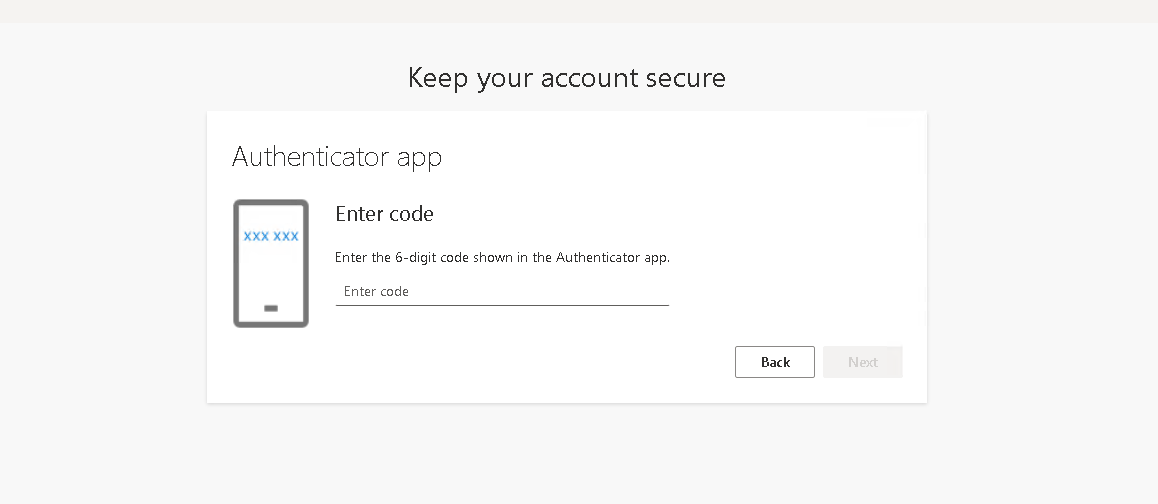 Keep your account secure
Authenticator app
XXX XXX
Enter code
Enter the 6-digit code shown in the Authenticator app.
Enter code
Back
Next